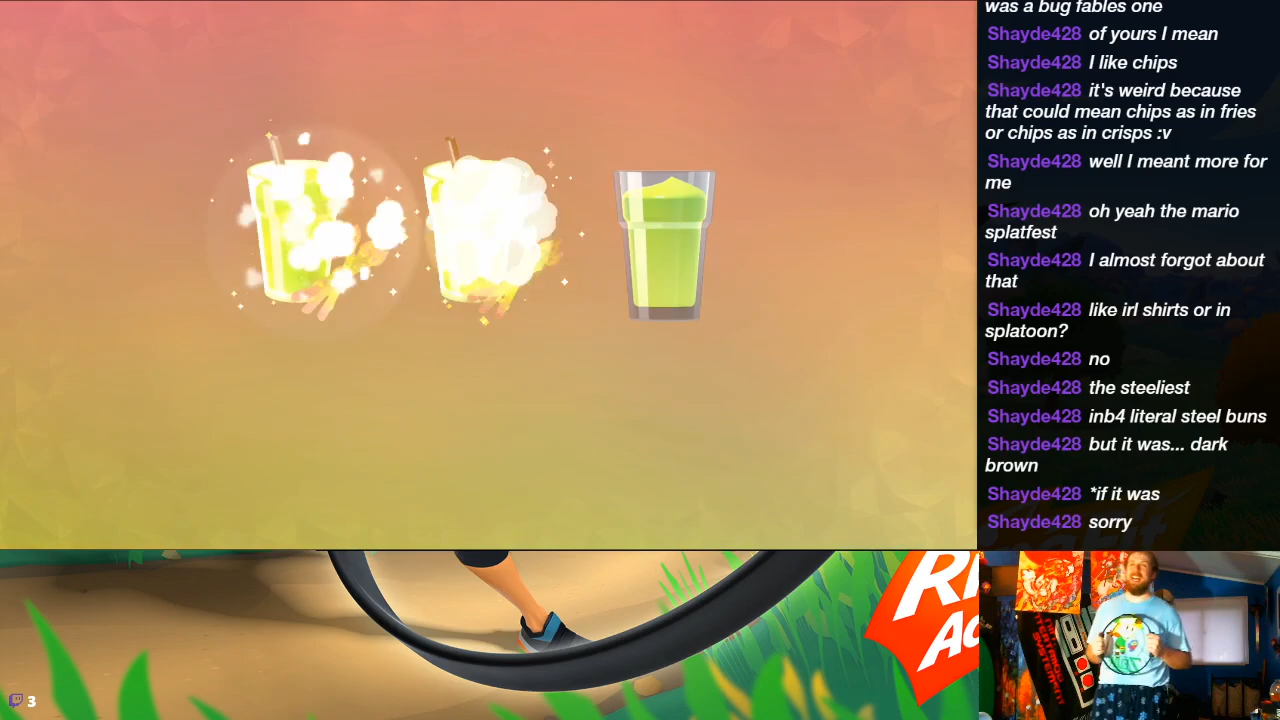 was a bug fables one
Shayde428 of yours I mean
Shayde428 I like chips
Shayde428 it's weird because
that could mean chips as in fries
or chips as in crisps :v
Shayde428 well I meant more for
me
Shayde428 oh yeah the mario
splatfest
Shayde428 I almost forgot about
that
Shayde428 like irl shirts or in
splatoon?
Shayde428 no
Shayde428 the steeliest
Shayde428 inb4 literal steel buns
Shayde428 but it was... dark
brown
Shayde428 *if it was
Shayde428 sorry
3